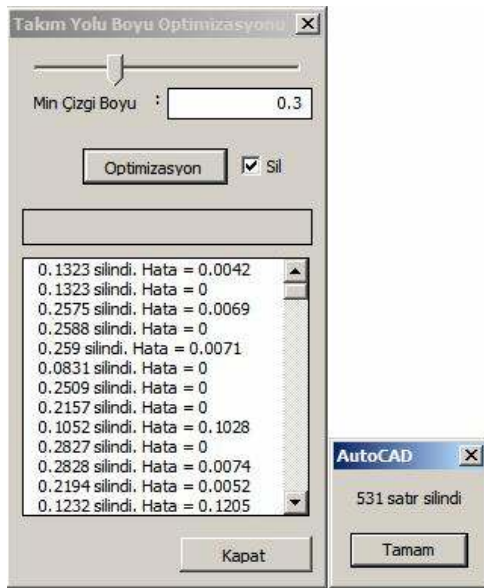 Takım Yolu Boyu Optimizasyonu
Min Çizgi Boyu : 0.3
Optimizasyon Sil
0.1323 silindi. Hata = 0.0042
0.1323 silindi. Hata = 0
0.2575 silindi. Hata = 0.0069
0.2588 silindi. Hata = 0
0.259 silindi. Hata = 0.0071
0.0831 silindi. Hata = 0
0.2509 silindi. Hata = 0
0.2157 silindi. Hata = 0
0.1052 silindi. Hata = 0.1028
0.2827 silindi. Hata = 0
0.2828 silindi. Hata = 0.0074
0.2194 silindi. Hata = 0.0052
0.1232 silindi. Hata = 0.1205
Kapat
AutoCAD
531 satır silindi
Tamam